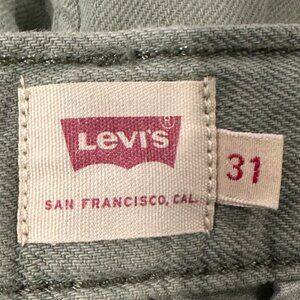 LEVI'S®
31
SAN FRANCISCO, CAL.